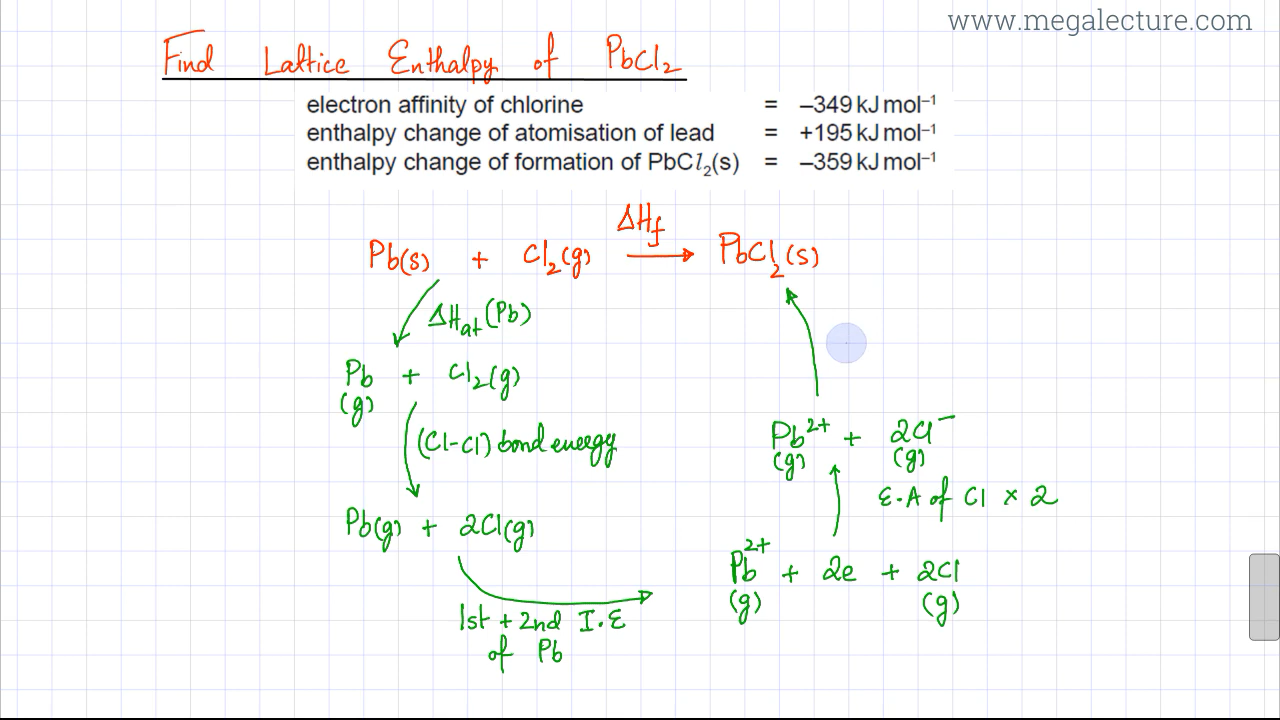 www.megalecture.com
Find Lattice Enthalpy of PbCl₂
electron affinity of chlorine = –349 kJ mol⁻¹
enthalpy change of atomisation of lead = +195 kJ mol⁻¹
enthalpy change of formation of PbCl₂(s) = –359 kJ mol⁻¹
ΔHf
Pb(s) + Cl₂(g) → PbCl₂(s)
ΔHat(Pb)
Pb + Cl₂(g)
(g)
(Cl-Cl) bond energy
Pb²⁺ + 2Cl⁻
(g) (g)
E.A of Cl × 2
Pb(g) + 2Cl(g)
Pb²⁺ + 2e + 2Cl
(g) (g)
1st + 2nd I.E
of Pb